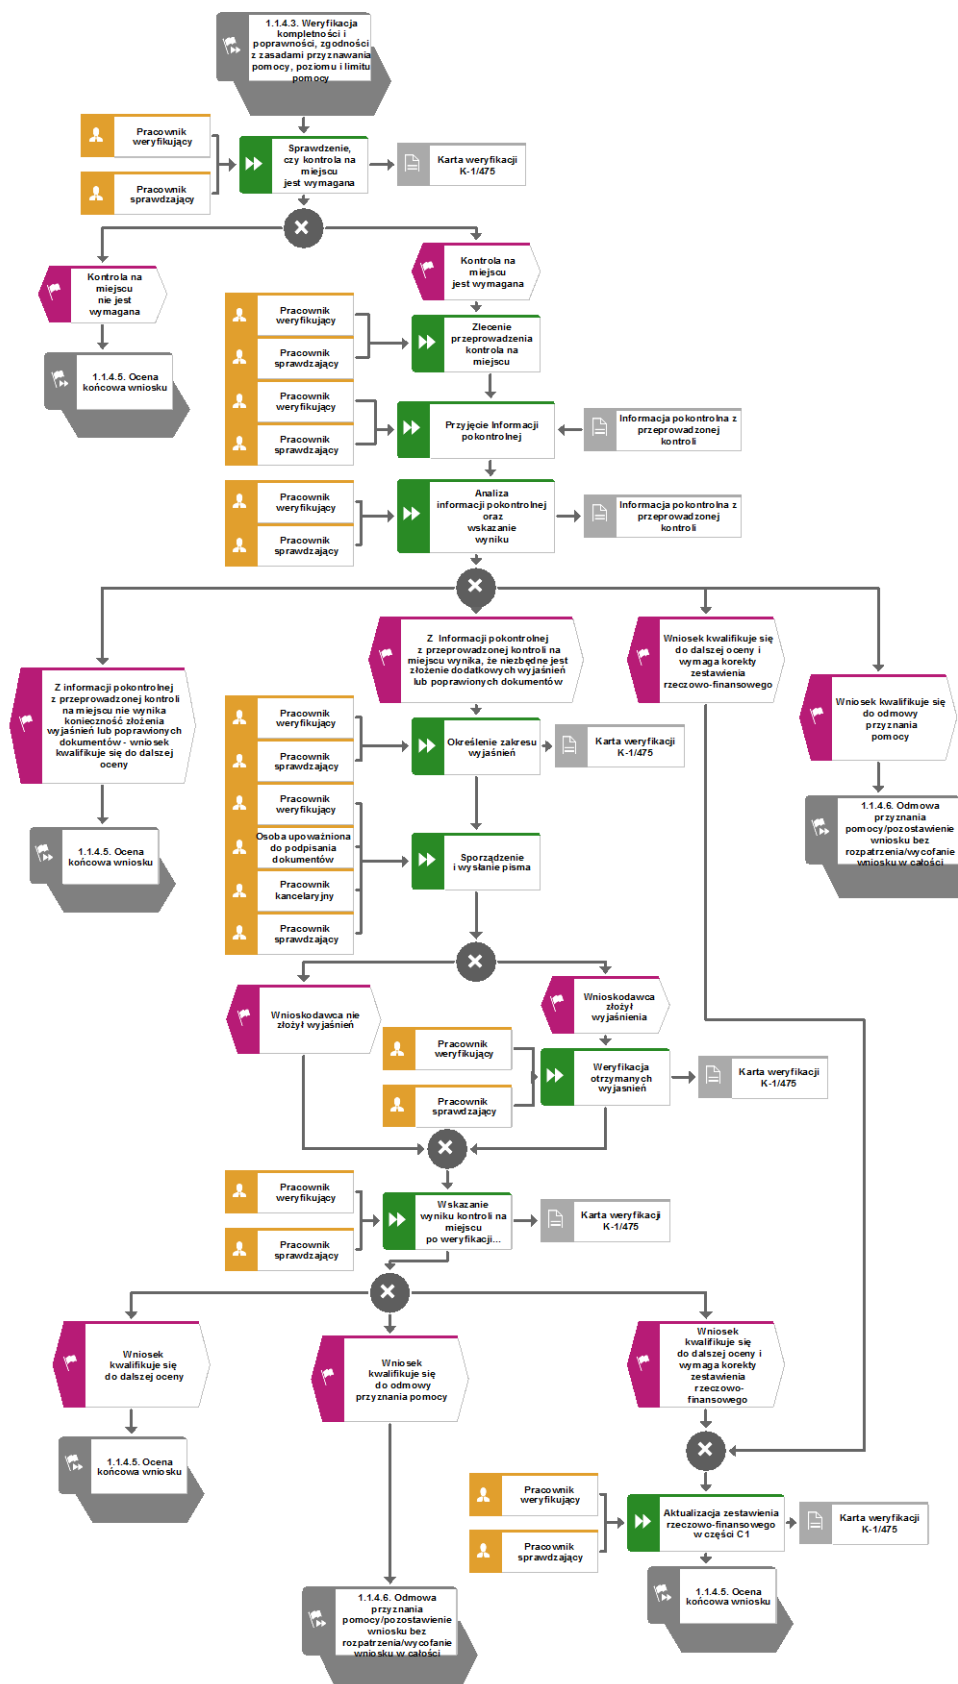 1.1.4.3. Weryfikacja
kompletności i
poprawności, zgodności
z zasadami przyznawania
pomocy, poziomu i limitu
pomocy
Pracownik
weryfikujący
Pracownik
sprawdzający
Sprawdzenie,
czy kontrola na
miejscu
jest wymagana
Karta weryfikacji
K-1/475
Kontrola na
miejscu
nie jest
wymagana
Kontrola na
miejscu
jest wymagana
1.1.4.5. Ocena
końcowa wniosku
Pracownik
weryfikujący
Pracownik
sprawdzający
Zlecenie
przeprowadzenia
kontrola na
miejscu
Pracownik
weryfikujący
Pracownik
sprawdzający
Przyjęcie Informacji
pokontrolnej
Informacja pokontrolna z
przeprowadzonej
kontroli
Pracownik
weryfikujący
Pracownik
sprawdzający
Analiza
informacji pokontrolnej
oraz
wskazanie
wyniku
Informacja pokontrolna z
przeprowadzonej
kontroli
Z informacji pokontrolnej
z przeprowadzonej kontroli
na miejscu nie wynika
konieczność złożenia
wyjaśnień lub poprawionych
dokumentów - wniosek
kwalifikuje się do dalszej
oceny
Z Informacji pokontrolnej
z przeprowadzonej kontroli na
miejscu wynika, że niezbędne jest
złożenie dodatkowych wyjaśnień
lub poprawionych dokumentów
Wniosek kwalifikuje się
do dalszej oceny i
wymaga korekty
zestawienia
rzeczowo-finansowego
Wniosek kwalifikuje się
do odmowy
przyznania
pomocy
1.1.4.5. Ocena
końcowa wniosku
Pracownik
weryfikujący
Pracownik
sprawdzający
Określenie zakresu
wyjaśnień
Karta weryfikacji
K-1/475
1.1.4.6. Odmowa
przyznania
pomocy/pozostawienie
wniosku bez
rozpatrzenia/wycofanie
wniosku w całości
Pracownik
weryfikujący
Osoba upoważniona
do podpisania
dokumentów
Pracownik
kancelaryjny
Pracownik
sprawdzający
Sporządzenie
i wysłanie pisma
Wnioskodawca nie
złożył wyjaśnień
Wnioskodawca
złożył
wyjaśnienia
Pracownik
weryfikujący
Pracownik
sprawdzający
Weryfikacja
otrzymanych
wyjasnień
Karta weryfikacji
K-1/475
Pracownik
weryfikujący
Pracownik
sprawdzający
Wskazanie
wyniku kontroli na
miejscu
po weryfikacji...
Karta weryfikacji
K-1/475
Wniosek
kwalifikuje się
do dalszej oceny
Wniosek
kwalifikuje się
do odmowy
przyznania pomocy
Wniosek
kwalifikuje się
do dalszej oceny i
wymaga korekty
zestawienia
rzeczowo-
finansowego
1.1.4.5. Ocena
końcowa wniosku
Pracownik
weryfikujący
Pracownik
sprawdzający
Aktualizacja zestawienia
rzeczowo-finansowego
w części C1
Karta weryfikacji
K-1/475
1.1.4.6. Odmowa
przyznania
pomocy/pozostawienie
wniosku bez
rozpatrzenia/wycofanie
wniosku w całości
1.1.4.5. Ocena
końcowa wniosku